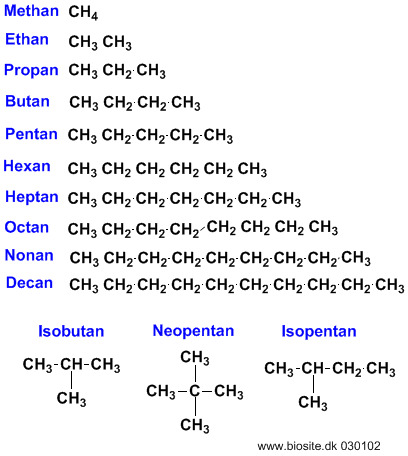 Methan CH₄
Ethan CH₃ CH₃
Propan CH₃ CH₂·CH₃
Butan CH₃ CH₂·CH₂·CH₃
Pentan CH₃ CH₂·CH₂·CH₂·CH₃
Hexan CH₃ CH₂ CH₂ CH₂ CH₂ CH₃
Heptan CH₃ CH₂·CH₂·CH₂·CH₂·CH₂·CH₃
Octan CH₃ CH₂·CH₂·CH₂-CH₂ CH₂ CH₂ CH₃
Nonan CH₃ CH₂·CH₂·CH₂·CH₂·CH₂·CH₂·CH₂·CH₃
Decan CH₃ CH₂·CH₂·CH₂·CH₂·CH₂·CH₂·CH₂·CH₂·CH₃
Isobutan
CH₃-CH-CH₃
CH₃
Neopentan
CH₃
CH₃-C-CH₃
CH₃
Isopentan
CH₃-CH-CH₂·CH₃
CH₃
www.biosite.dk 030102